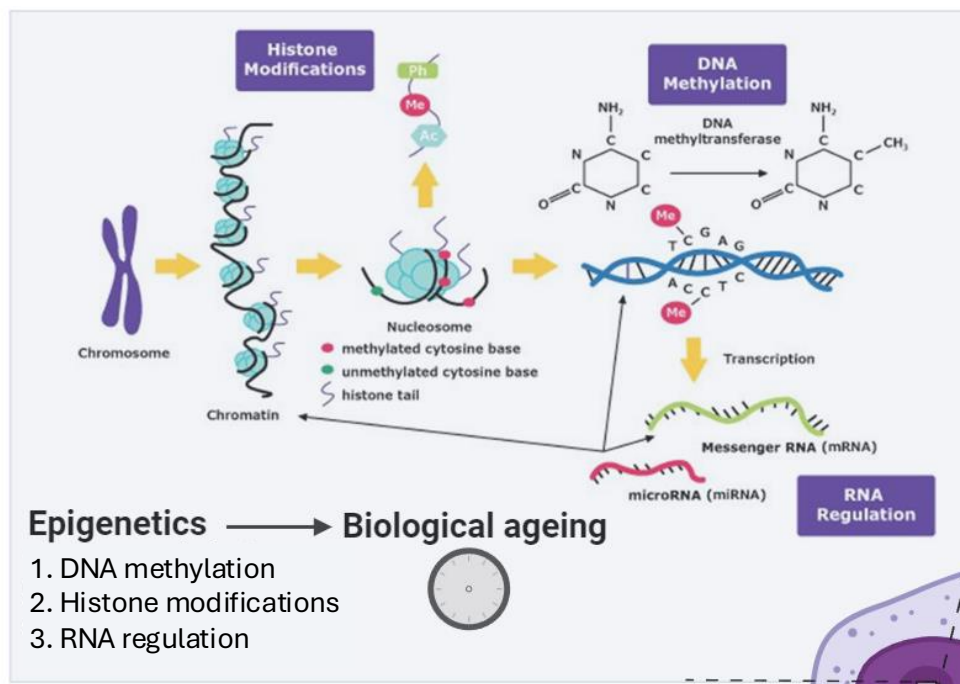 Histone
Modifications
Ph
Me
Ac
DNA
Methylation
NH₂
C
N
C
C
N
C
O
DNA
methyltransferase
NH₂
C
N
C
CH₃
C
N
C
O
Chromosome
Chromatin
Nucleosome
methylated cytosine base
unmethylated cytosine base
histone tail
Me
T C G A G
A C C T C
Me
Transcription
Messenger RNA (mRNA)
microRNA (miRNA)
RNA
Regulation
Epigenetics
Biological ageing
1. DNA methylation
2. Histone modifications
3. RNA regulation